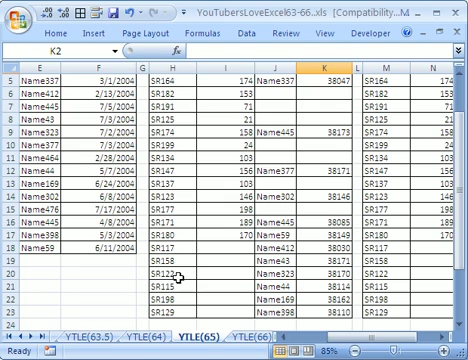 YouTubersLoveExcel63-66...xls [Compatibility...
Home Insert Page Layout Formulas Data Review View Developer
K2 fx
E F G H I J K L M N
5 Name337 3/1/2004 SR164 174 Name337 38047 SR164 174
6 Name412 2/13/2004 SR182 153 SR182 153
7 Name445 7/5/2004 SR191 71 SR191 71
8 Name43 7/3/2004 SR125 21 SR125 21
9 Name323 7/2/2004 SR174 158 Name445 38173 SR174 158
10 Name377 7/3/2004 SR199 24 SR199 24
11 Name464 2/28/2004 SR134 103 SR134 103
12 Name44 5/7/2004 SR147 156 Name377 38171 SR147 156
13 Name169 6/24/2004 SR137 103 SR137 103
14 Name302 6/8/2004 SR123 146 Name302 38146 SR123 146
15 Name476 7/17/2004 SR177 198 SR177 198
16 Name445 4/8/2004 SR171 189 Name445 38085 SR171 189
17 Name398 5/3/2004 SR180 170 Name59 38149 SR180 170
18 Name59 6/11/2004 SR117 Name412 38030 SR117
19 SR158 Name43 38171 SR158
20 SR122 Name323 38170 SR122
21 SR115 Name44 38114 SR115
22 SR198 Name169 38162 SR198
23 SR129 Name398 38110 SR129
24
YTLE(63.5) YTLE(64) YTLE(65) YTLE(66)
Ready 85%